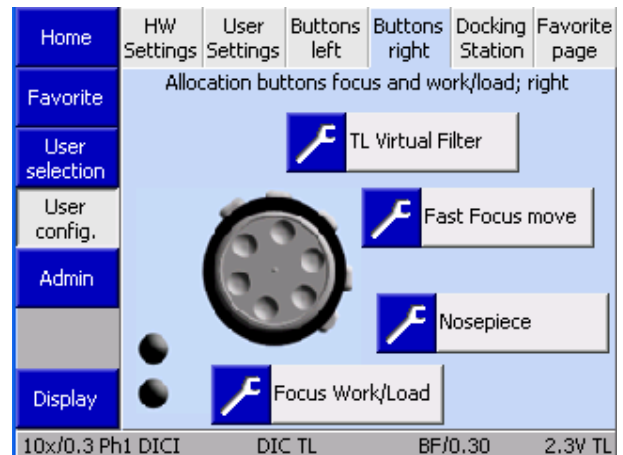 Home
HW
Settings
User
Settings
Buttons
left
Buttons
right
Docking
Station
Favorite
page
Allocation buttons focus and work/load; right
Favorite
User
selection
User
config.
Admin
Display
TL Virtual Filter
Fast Focus move
Nosepiece
Focus Work/Load
10x/0.3 Ph1 DICI DIC TL BF/0.30 2.3V TL